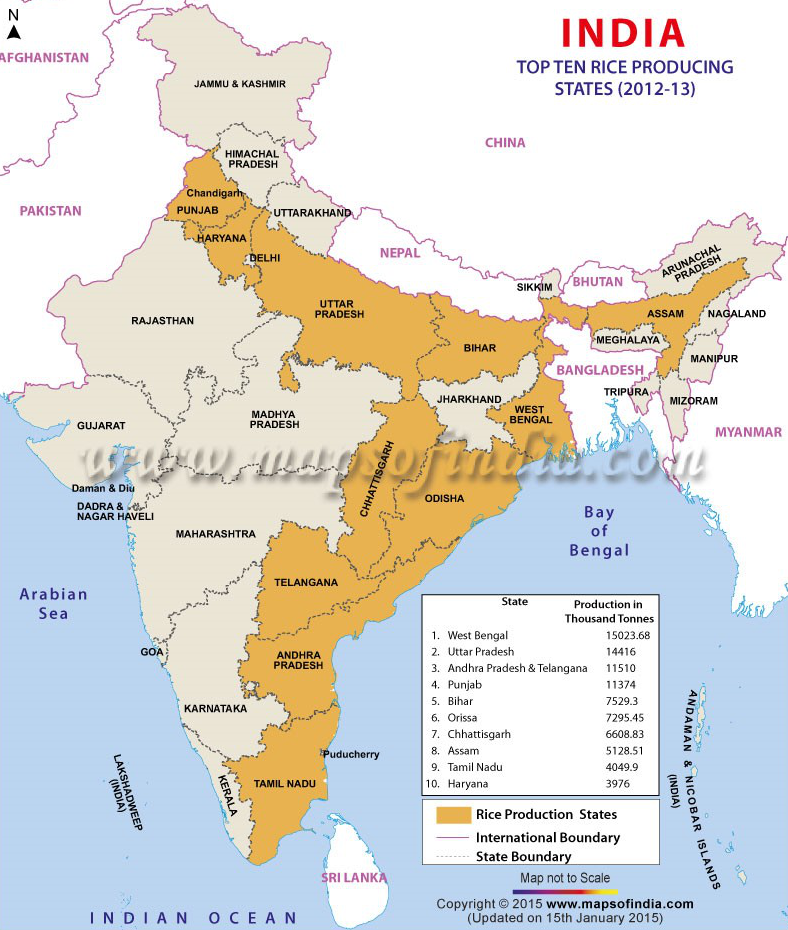 N
INDIA
TOP TEN RICE PRODUCING
STATES (2012-13)
AFGHANISTAN
JAMMU & KASHMIR
CHINA
HIMACHAL
PRADESH
Chandigarh
PUNJAB
PAKISTAN
UTTARAKHAND
HARYANA
DELHI
NEPAL
ARUNACHAL
PRADESH
SIKKIM
BHUTAN
UTTAR
PRADESH
RAJASTHAN
ASSAM
NAGALAND
BIHAR
MEGHALAYA
MANIPUR
BANGLADESH
JHARKHAND
TRIPURA
MIZORAM
GUJARAT
MADHYA
PRADESH
WEST
BENGAL
MYANMAR
www.mapsofindia.com
CHHATTISGARH
Daman & Diu
DADRA &
NAGAR HAVELI
ODISHA
MAHARASHTRA
Bay
of
Bengal
Arabian
Sea
TELANGANA
GOA
ANDHRA
PRADESH
KARNATAKA
Puducherry
LAKSHADWEEP
(INDIA)
KERALA
TAMIL NADU
ANDAMAN & NICOBAR ISLANDS
(INDIA)
SRI LANKA
INDIAN OCEAN
State Production in
Thousand Tonnes
1. West Bengal 15023.68
2. Uttar Pradesh 14416
3. Andhra Pradesh & Telangana 11510
4. Punjab 11374
5. Bihar 7529.3
6. Orissa 7295.45
7. Chhattisgarh 6608.83
8. Assam 5128.51
9. Tamil Nadu 4049.9
10. Haryana 3976
Rice Production States
International Boundary
State Boundary
Map not to Scale
Copyright © 2015 www.mapsofindia.com
(Updated on 15th January 2015)